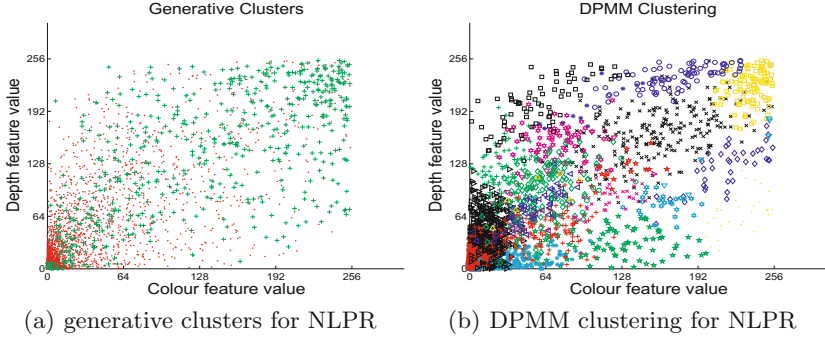 Generative Clusters
DPMM Clustering
Depth feature value
256
192
128
64
0
0 64 128 192 256
Colour feature value
Depth feature value
256
192
128
64
0
0 64 128 192 256
Colour feature value
(a) generative clusters for NLPR
(b) DPMM clustering for NLPR